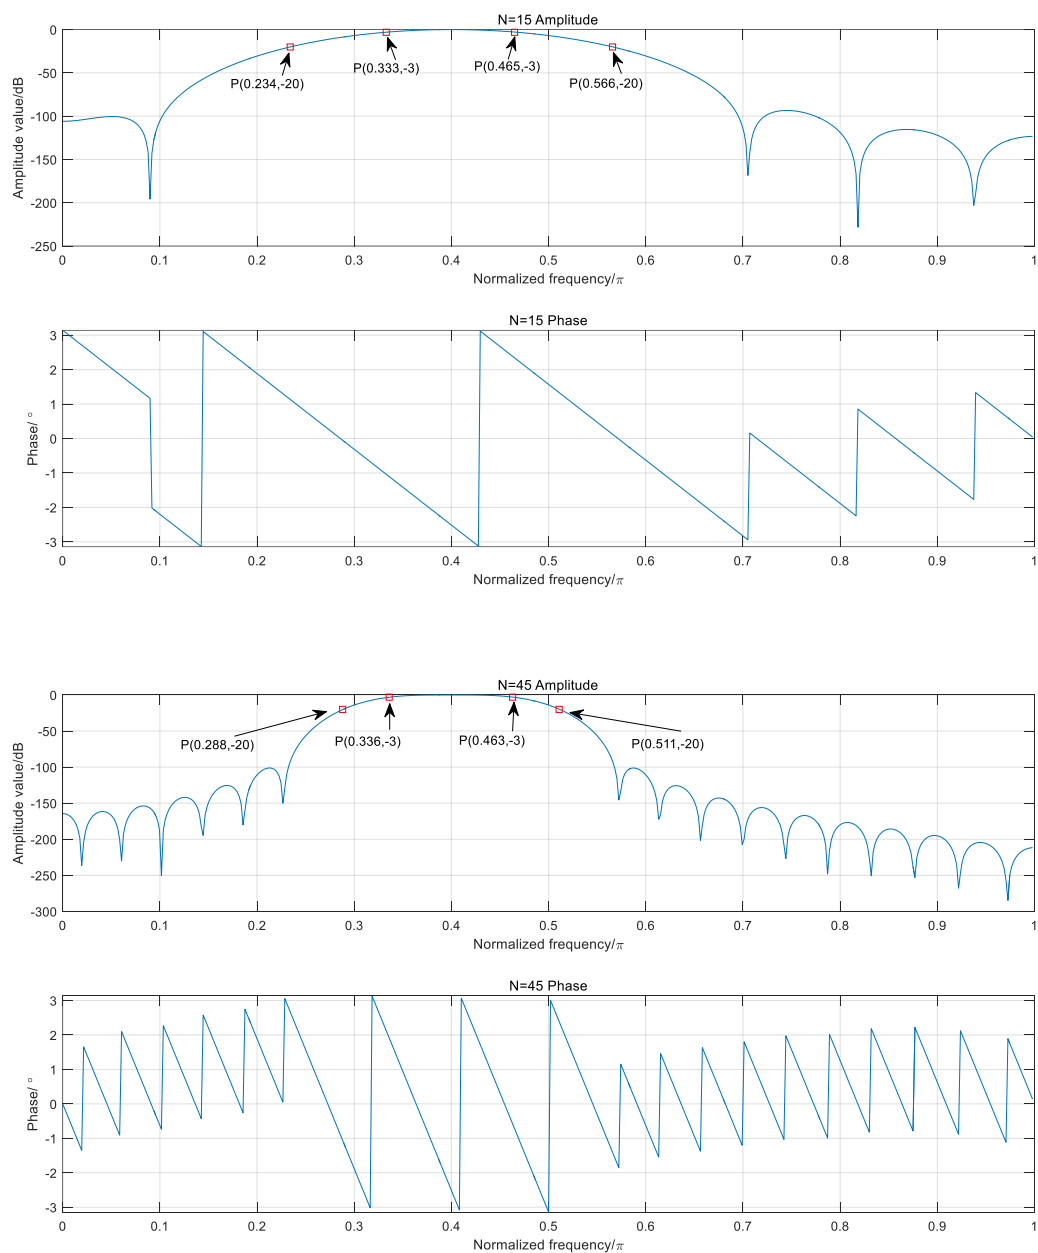 N=15 Amplitude
0
-50
-100
-150
-200
-250
Amplitude value/dB
P(0.234,-20)
P(0.333,-3)
P(0.465,-3)
P(0.566,-20)
0 0.1 0.2 0.3 0.4 0.5 0.6 0.7 0.8 0.9 1
Normalized frequency/π
N=15 Phase
3
2
1
0
-1
-2
-3
Phase/ °
0 0.1 0.2 0.3 0.4 0.5 0.6 0.7 0.8 0.9 1
Normalized frequency/π
N=45 Amplitude
0
-50
-100
-150
-200
-250
-300
Amplitude value/dB
P(0.288,-20)
P(0.336,-3)
P(0.463,-3)
P(0.511,-20)
0 0.1 0.2 0.3 0.4 0.5 0.6 0.7 0.8 0.9 1
Normalized frequency/π
N=45 Phase
3
2
1
0
-1
-2
-3
Phase/ °
0 0.1 0.2 0.3 0.4 0.5 0.6 0.7 0.8 0.9 1
Normalized frequency/π